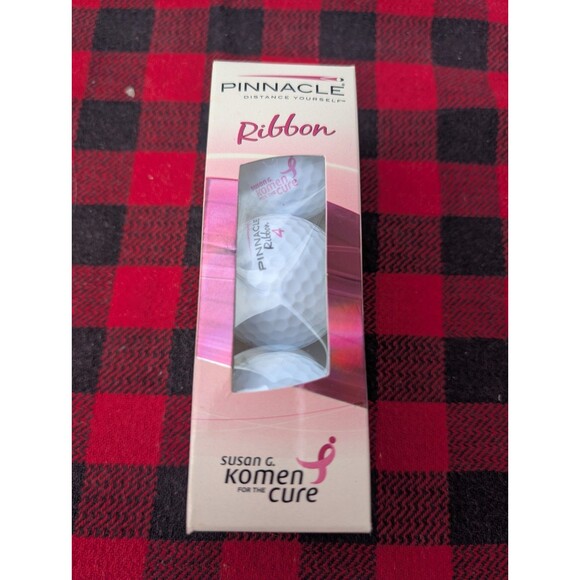 PINNACLE
DISTANCE YOURSELF
Ribbon
Komen
cure
PINNACLE
Ribbon 4
susan G.
Komen
FOR THE
cure